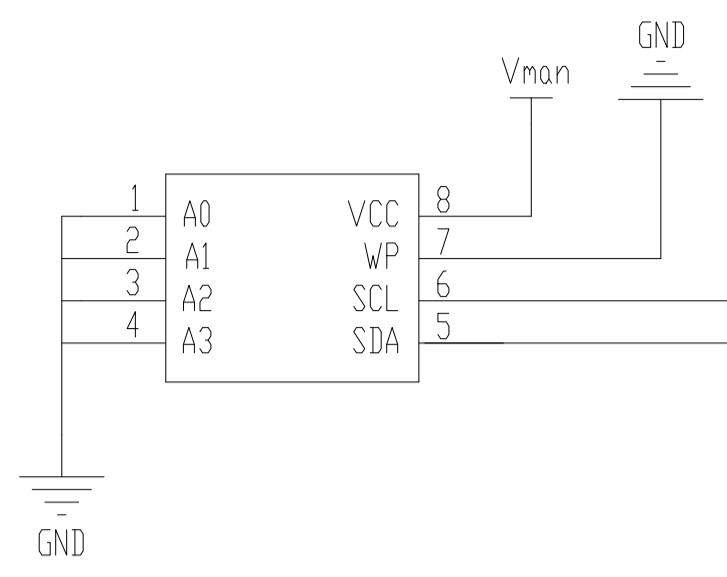 GND
Vman
1 A0 VCC 8
2 A1 WP 7
3 A2 SCL 6
4 A3 SDA 5
GND